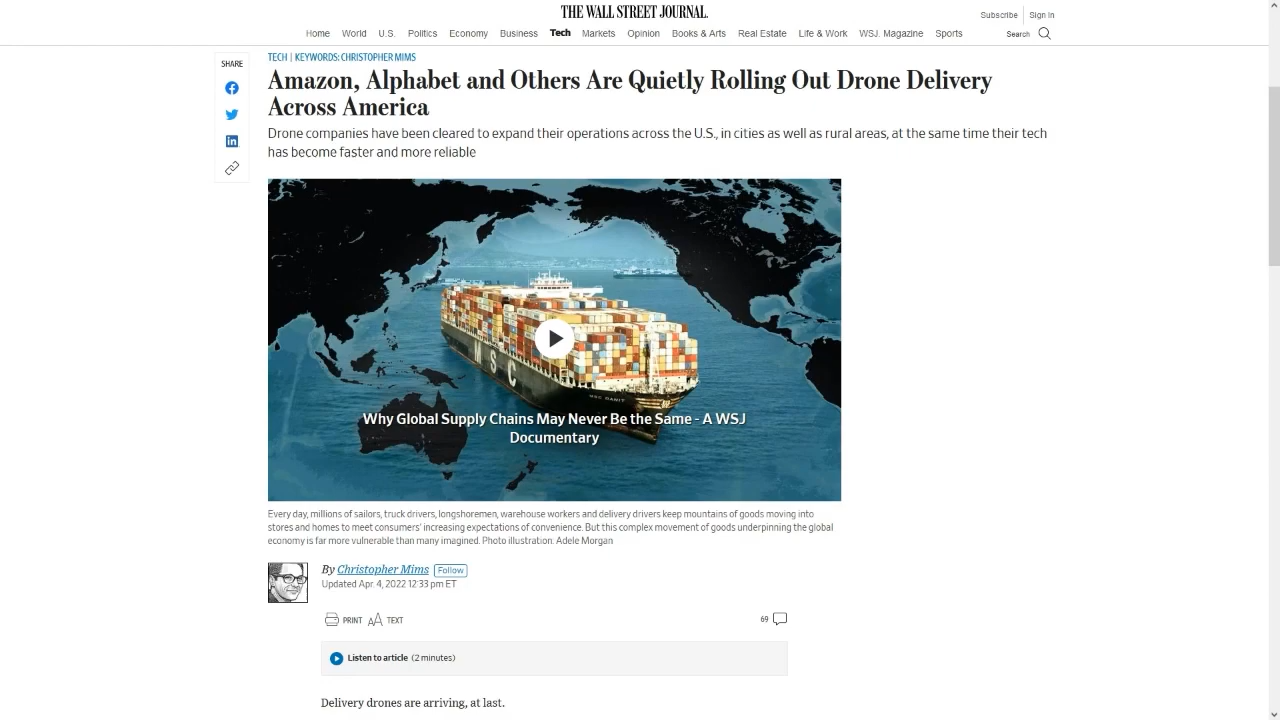 THE WALL STREET JOURNAL.
Subscribe Sign In
Home World U.S. Politics Economy Business Tech Markets Opinion Books & Arts Real Estate Life & Work WSJ. Magazine Sports
Search
SHARE
TECH | KEYWORDS: CHRISTOPHER MIMS
Amazon, Alphabet and Others Are Quietly Rolling Out Drone Delivery
Across America
Drone companies have been cleared to expand their operations across the U.S., in cities as well as rural areas, at the same time their tech
has become faster and more reliable
MSC
Why Global Supply Chains May Never Be the Same - A WSJ
Documentary
Every day, millions of sailors, truck drivers, longshoremen, warehouse workers and delivery drivers keep mountains of goods moving into
stores and homes to meet consumers' increasing expectations of convenience. But this complex movement of goods underpinning the global
economy is far more vulnerable than many imagined. Photo illustration: Adele Morgan
By Christopher Mims Follow
Updated Apr. 4, 2022 12:33 pm ET
PRINT AA TEXT
69
Listen to article (2 minutes)
Delivery drones are arriving, at last.